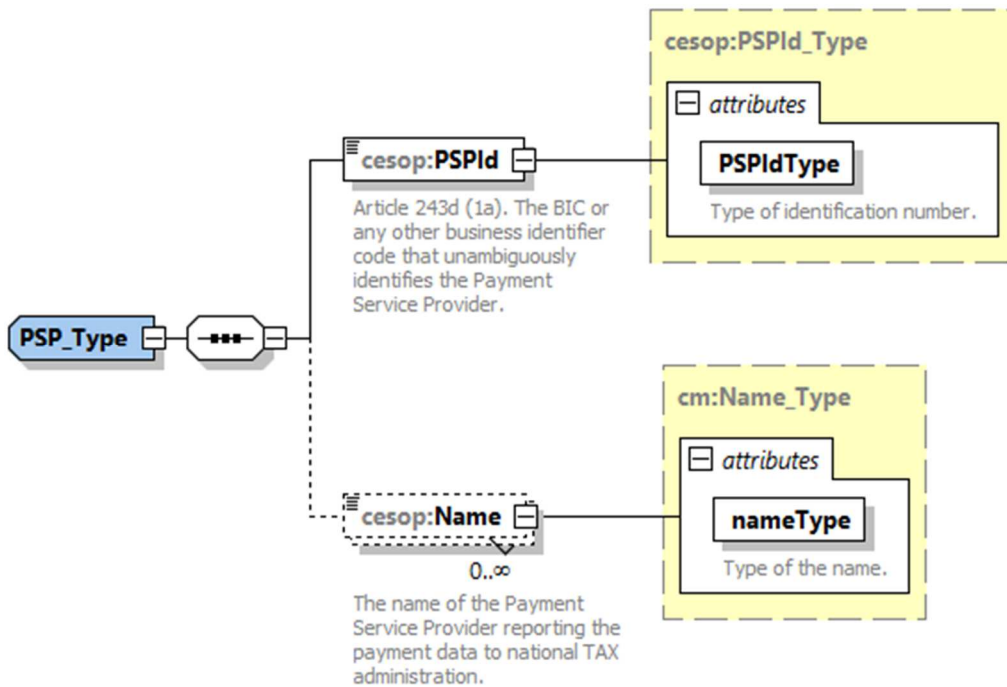 cesop:PSPId_Type
attributes
PSPIdType
Type of identification number.
cesop:PSPId
Article 243d (1a). The BIC or
any other business identifier
code that unambiguously
identifies the Payment
Service Provider.
PSP_Type
cm:Name_Type
attributes
nameType
Type of the name.
cesop:Name
0..∞
The name of the Payment
Service Provider reporting the
payment data to national TAX
administration.